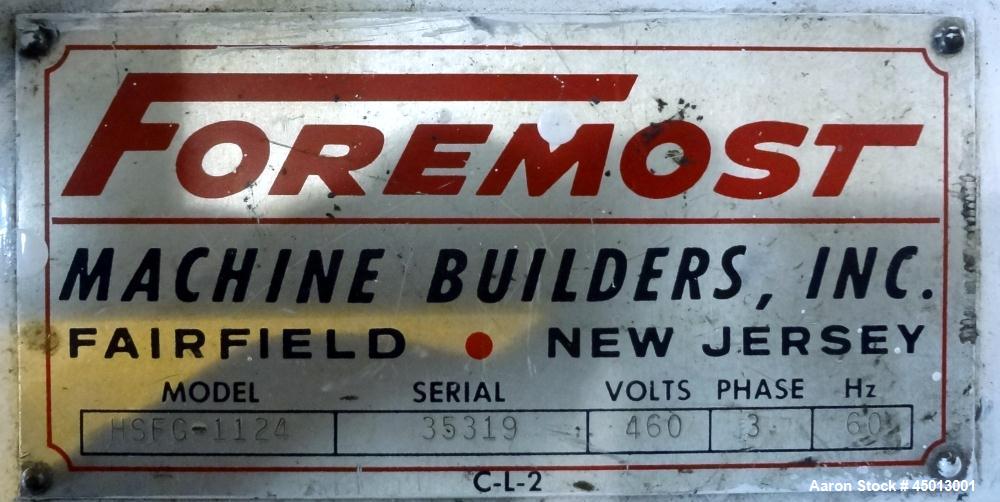 FOREMOST
MACHINE BUILDERS, INC.
FAIRFIELD • NEW JERSEY
MODEL SERIAL VOLTS PHASE Hz
HSFG-1124 35319 460 3 60
C-L-2
Aaron Stock # 45013001